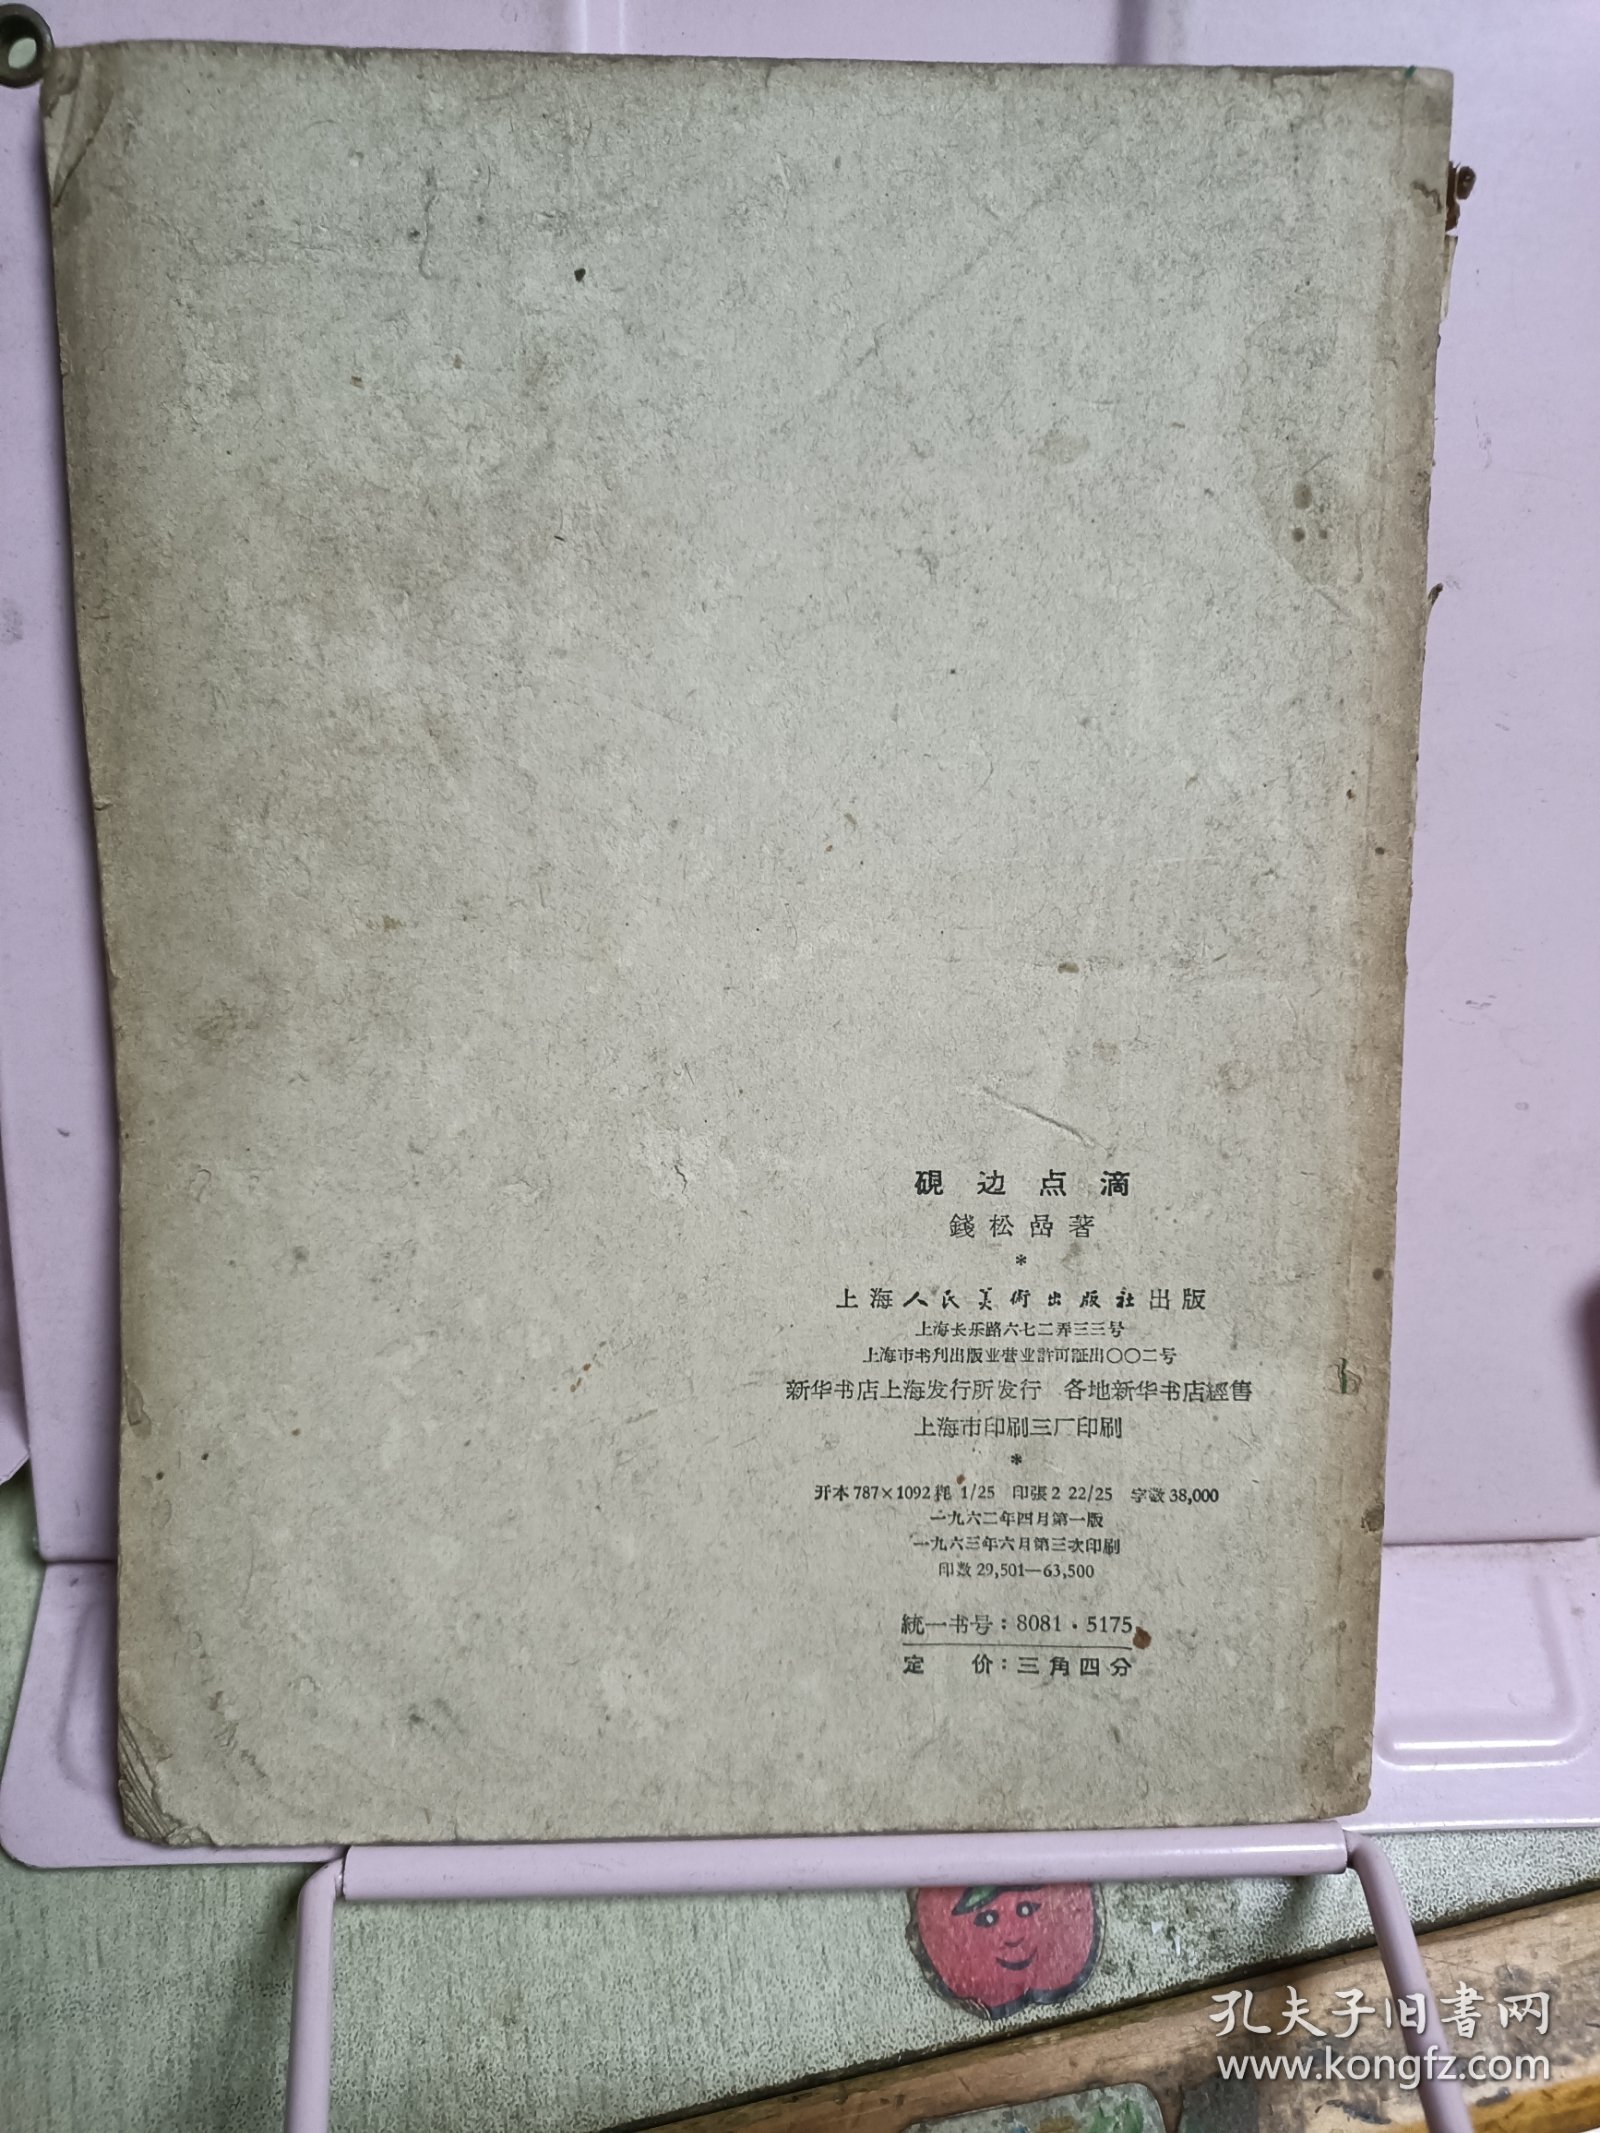 硯边点滴
錢松嵒著
*
上海人民美術出版社出版
上海长乐路六七二弄三三号
上海市书刊出版业营业許可証出〇〇二号
新华书店上海发行所发行 各地新华书店經售
上海市印刷三厂印刷
*
开本 787×1092 耗 1/25 印張 2 22/25 字数 38,000
一九六二年四月第一版
一九六三年六月第三次印刷
印数 29,501—63,500
統一书号：8081·5175
定 价：三角四分
孔夫子旧书网
www.kongfz.com